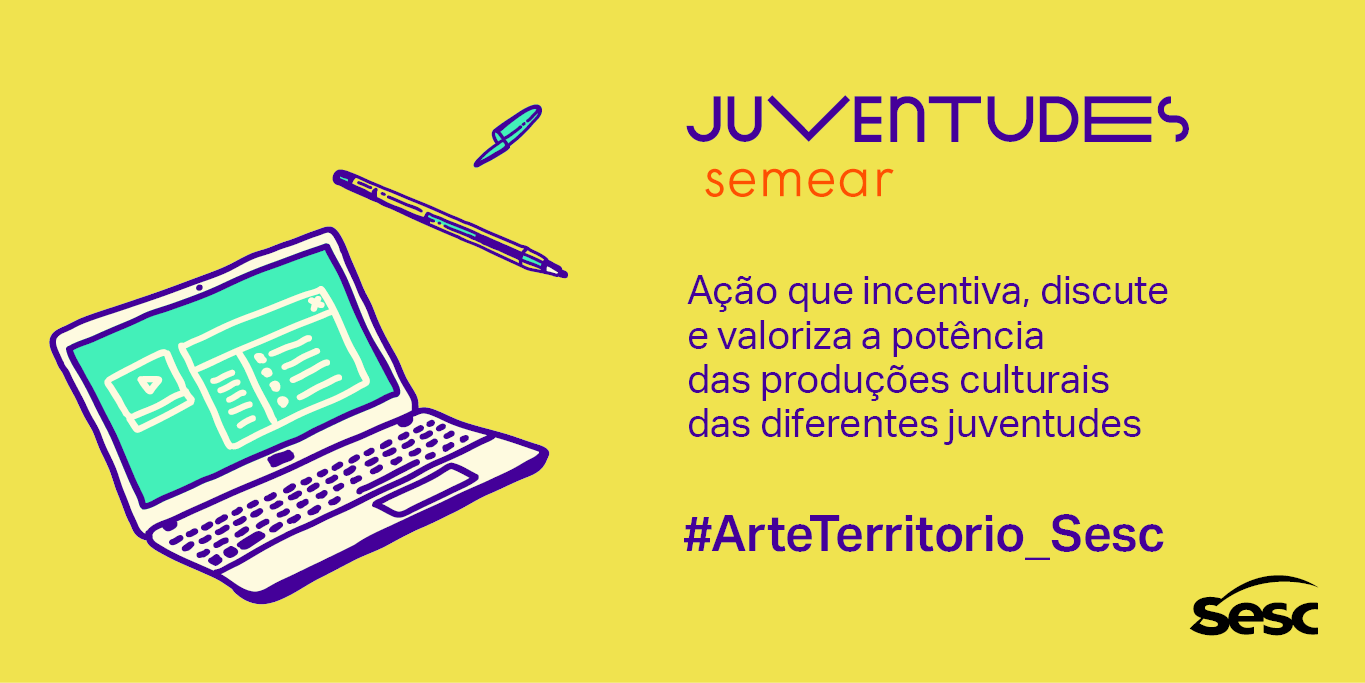 JUVENTUDES
semear
Ação que incentiva, discute
e valoriza a potência
das produções culturais
das diferentes juventudes
#ArteTerritorio_Sesc
Sesc